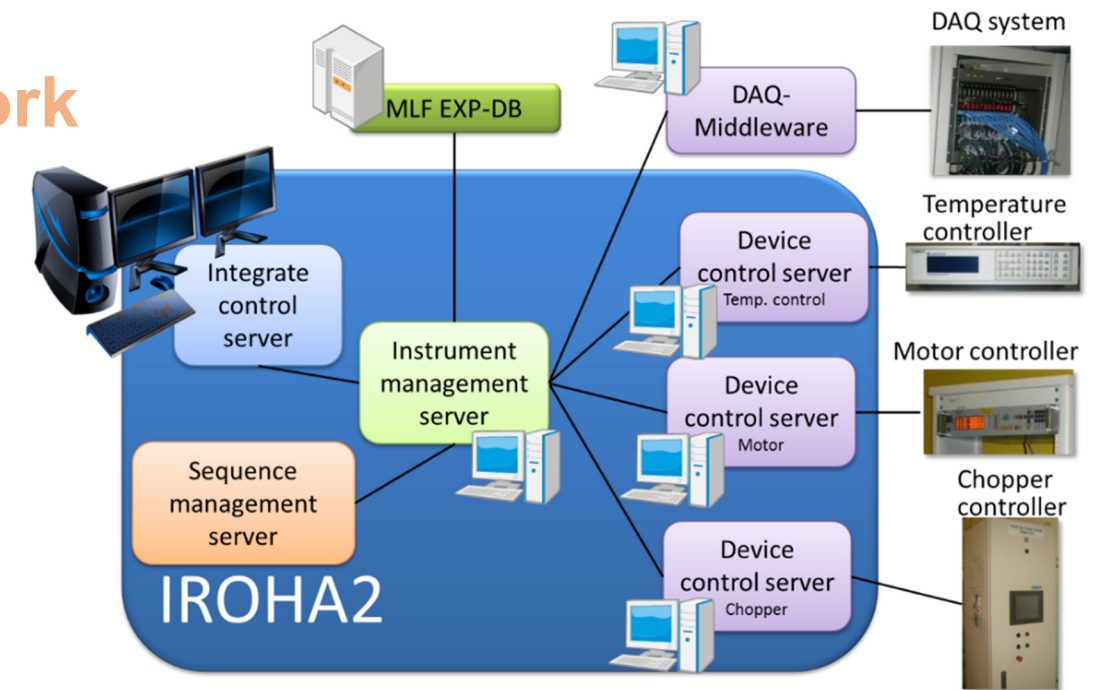 ork
DAQ system
MLF EXP-DB
DAQ-
Middleware
Temperature
controller
Device
control server
Temp. control
Integrate
control
server
Instrument
management
server
Motor controller
Device
control server
Motor
Sequence
management
server
Chopper
controller
Device
control server
Chopper
IROHA2